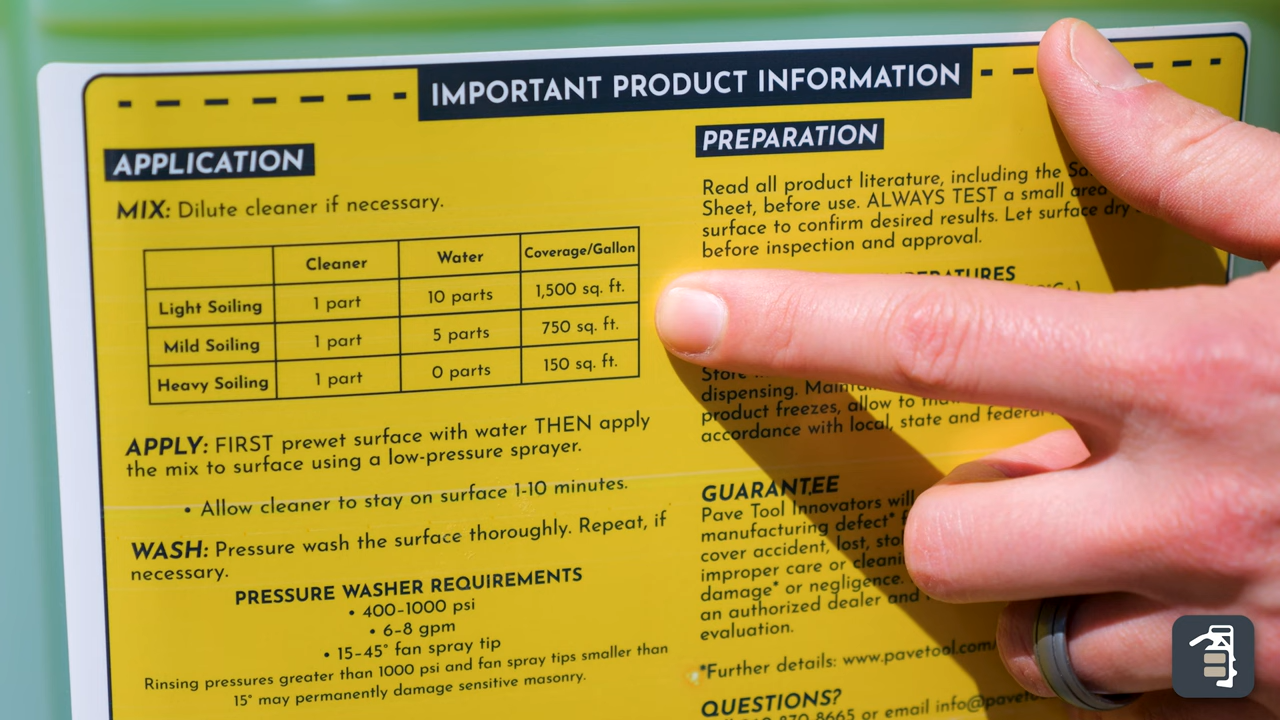 IMPORTANT PRODUCT INFORMATION
APPLICATION
MIX: Dilute cleaner if necessary.
Cleaner Water Coverage/Gallon
Light Soiling 1 part 10 parts 1,500 sq. ft.
Mild Soiling 1 part 5 parts 750 sq. ft.
Heavy Soiling 1 part 0 parts 150 sq. ft.
APPLY: FIRST prewet surface with water THEN apply
the mix to surface using a low-pressure sprayer.
• Allow cleaner to stay on surface 1-10 minutes.
WASH: Pressure wash the surface thoroughly. Repeat, if
necessary.
PRESSURE WASHER REQUIREMENTS
• 400-1000 psi
• 6-8 gpm
• 15-45° fan spray tip
Rinsing pressures greater than 1000 psi and fan spray tips smaller than
15° may permanently damage sensitive masonry.
PREPARATION
Read all product literature, including the
Sheet, before use. ALWAYS TEST a small area
surface to confirm desired results. Let surface dry
before inspection and approval.
Store
dispensing.
product freezes, allow to
accordance with local, state and federal
GUARANTEE
Pave Tool Innovators will
manufacturing defect*
cover accident, lost,
improper care or
damage* or negligence.
an authorized dealer and
evaluation.
*Further details: www.pavetool.com/
QUESTIONS?
8665 or email